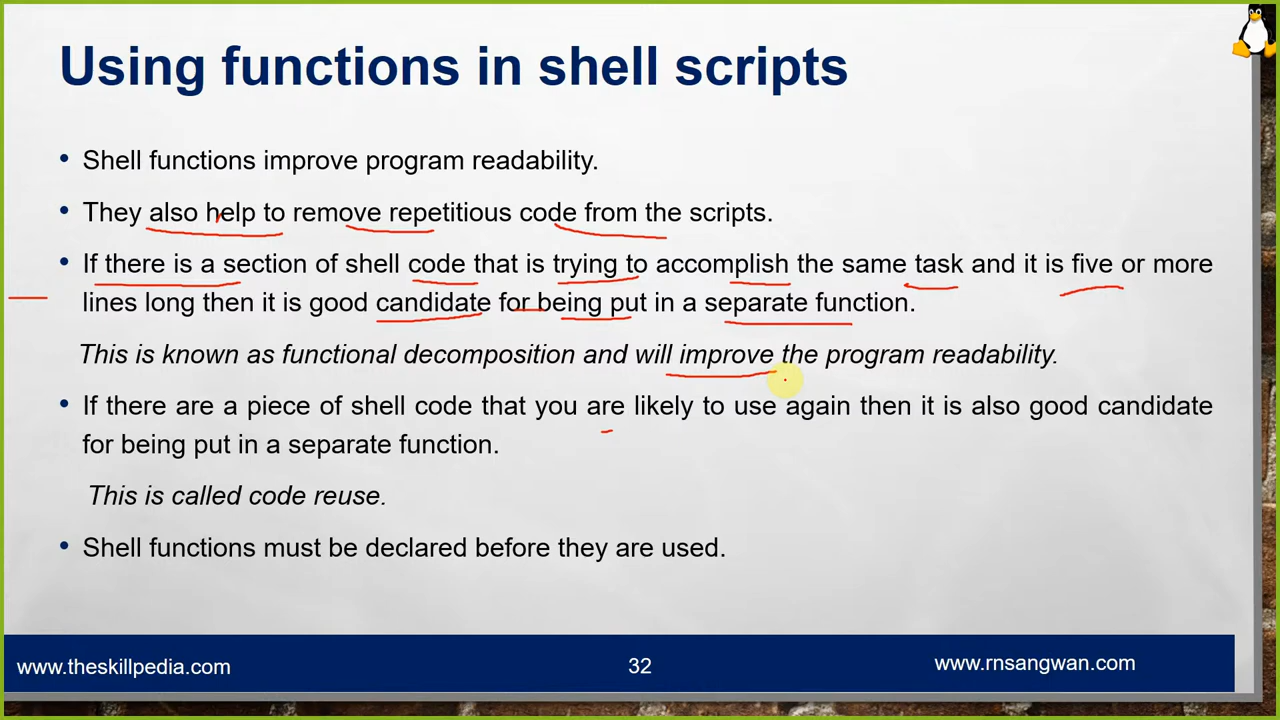 Using functions in shell scripts
• Shell functions improve program readability.
• They also help to remove repetitious code from the scripts.
• If there is a section of shell code that is trying to accomplish the same task and it is five or more
lines long then it is good candidate for being put in a separate function.
This is known as functional decomposition and will improve the program readability.
• If there are a piece of shell code that you are likely to use again then it is also good candidate
for being put in a separate function.
This is called code reuse.
• Shell functions must be declared before they are used.
www.theskillpedia.com
32
www.rnsangwan.com